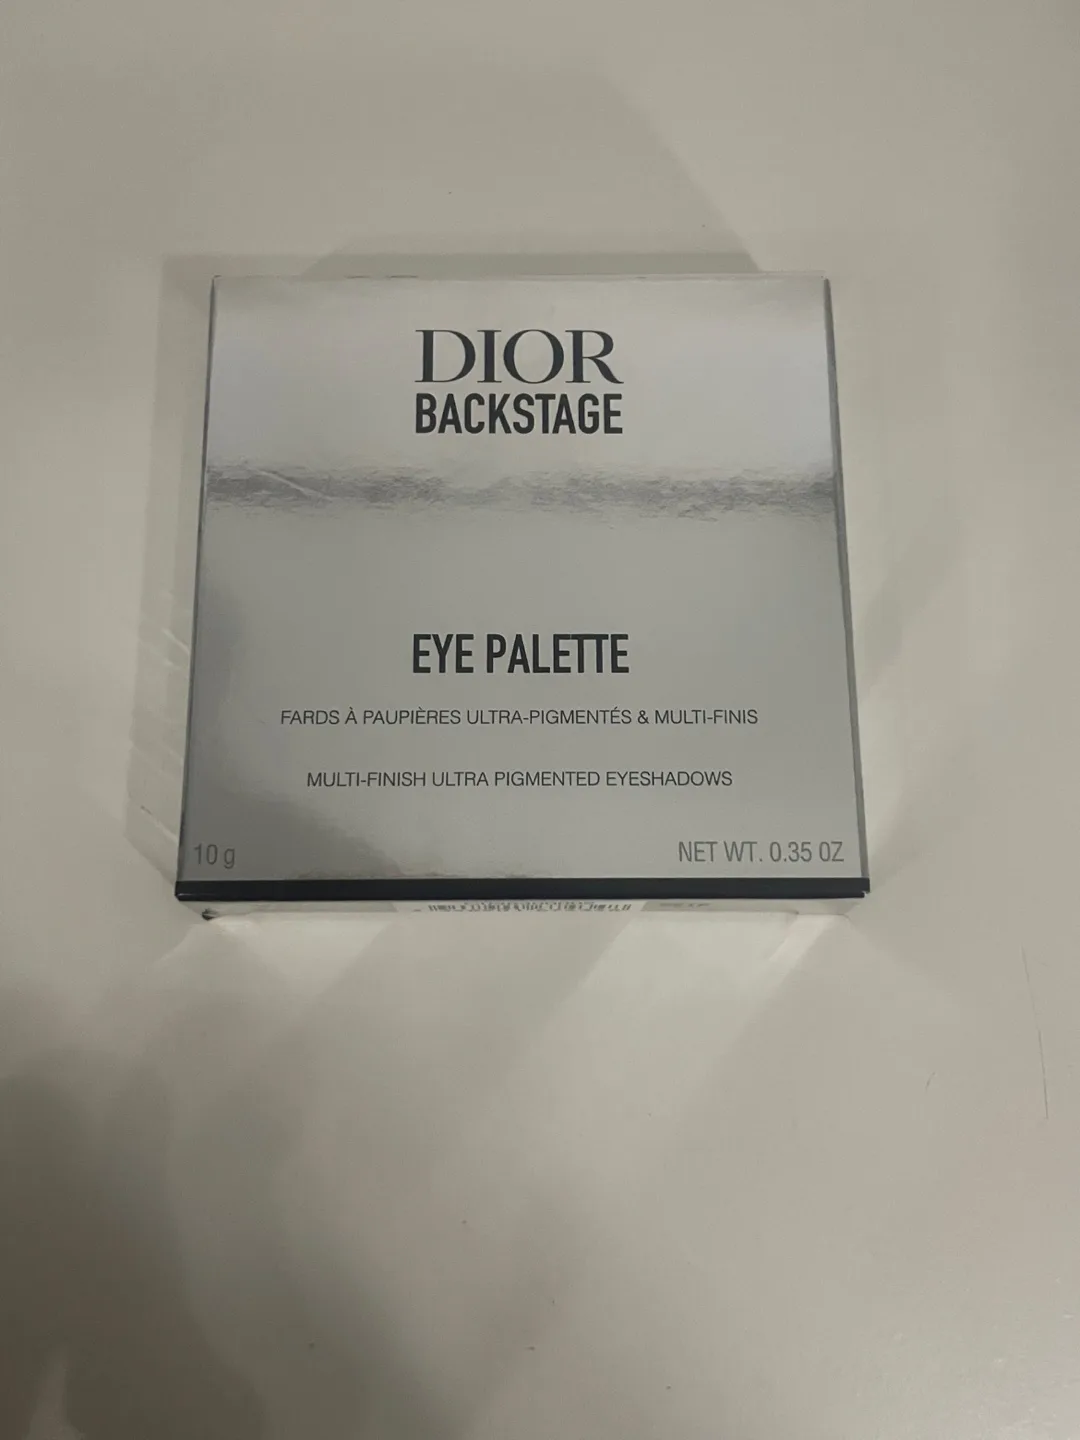 DIOR
BACKSTAGE
EYE PALETTE
FARDS À PAUPIÈRES ULTRA-PIGMENTÉS & MULTI-FINIS
MULTI-FINISH ULTRA PIGMENTED EYESHADOWS
10 g NET WT. 0.35 OZ